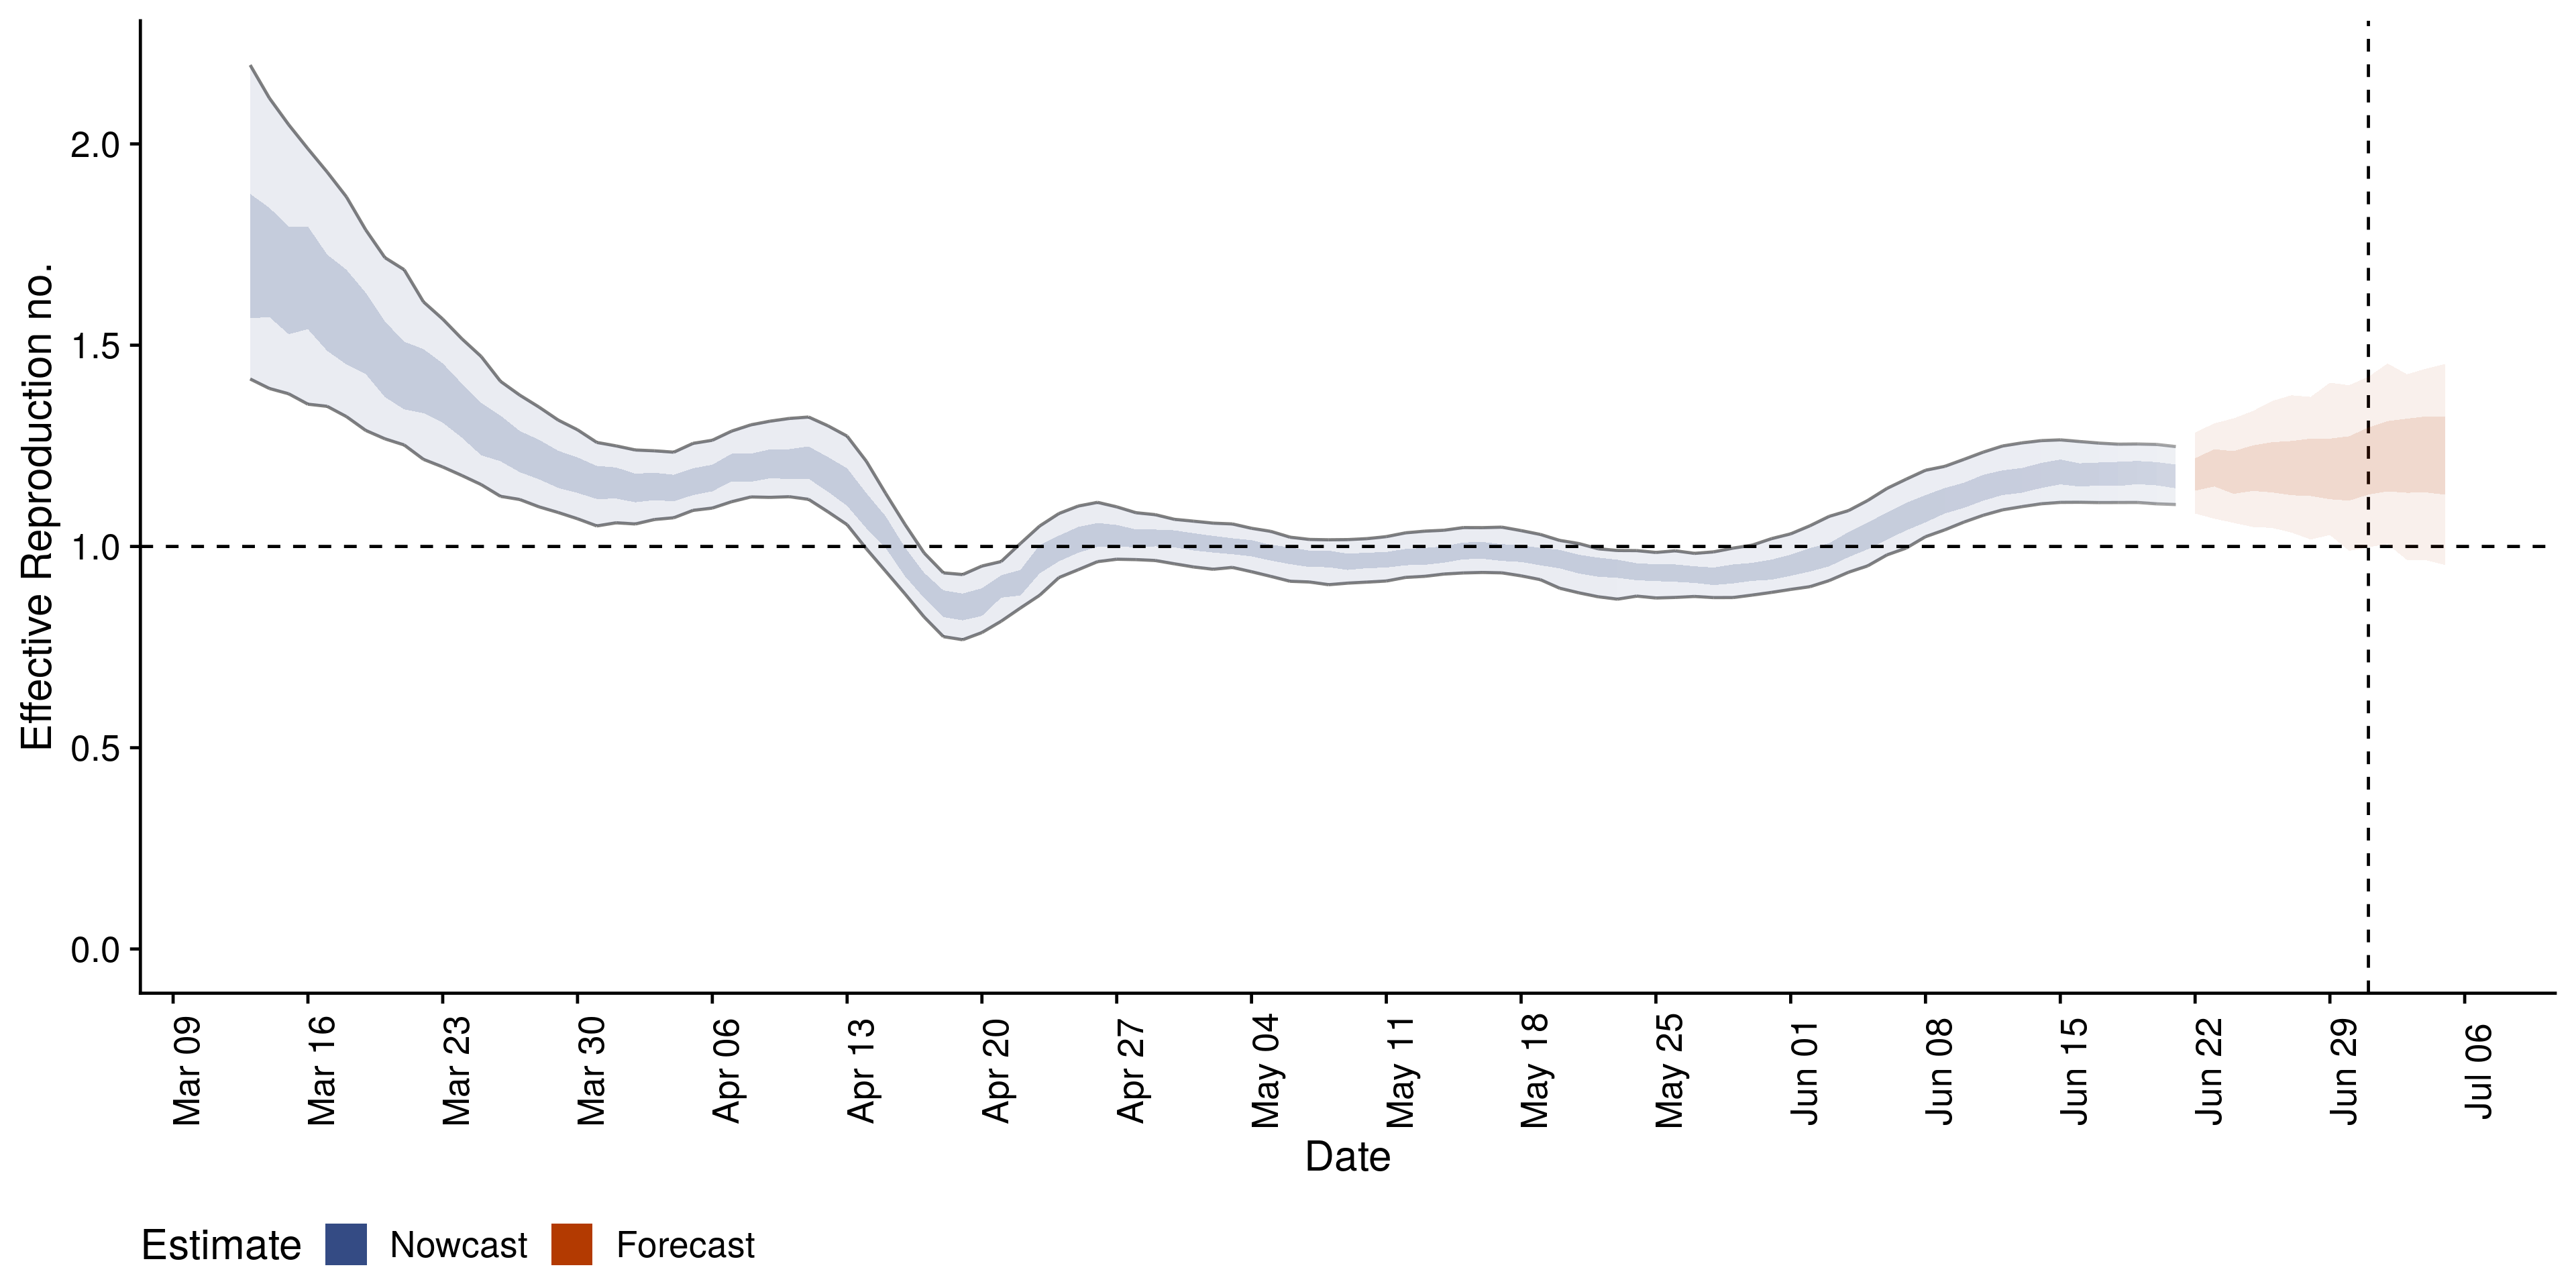 Effective Reproduction no.
2.0
1.5
1.0
0.5
0.0
Mar 09
Mar 16
Mar 23
Mar 30
Apr 06
Apr 13
Apr 20
Apr 27
May 04
May 11
May 18
May 25
Jun 01
Jun 08
Jun 15
Jun 22
Jun 29
Jul 06
Date
Estimate Nowcast Forecast